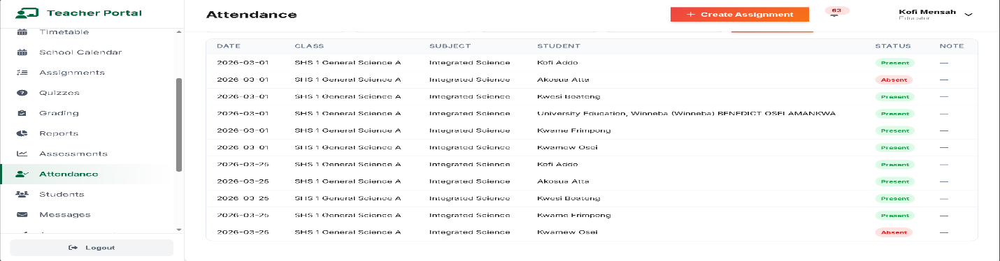 Teacher Portal
Attendance
+ Create Assignment
63
Kofi Mensah
Educator
Timetable
School Calendar
Assignments
Quizzes
Grading
Reports
Assessments
Attendance
Students
Messages
Logout
DATE CLASS SUBJECT STUDENT STATUS NOTE
2026-03-01 SHS 1 General Science A Integrated Science Kofi Addo Present —
2026-03-01 SHS 1 General Science A Integrated Science Akosua Atta Absent —
2026-03-01 SHS 1 General Science A Integrated Science Kwesi Boateng Present —
2026-03-01 SHS 1 General Science A Integrated Science University Education, Winneba (Winneba) BENEDICT OSEI AMANKWA Present —
2026-03-01 SHS 1 General Science A Integrated Science Kwame Frimpong Present —
2026-03-01 SHS 1 General Science A Integrated Science Kwamew Osei Present —
2026-03-25 SHS 1 General Science A Integrated Science Kofi Addo Present —
2026-03-25 SHS 1 General Science A Integrated Science Akosua Atta Present —
2026-03-25 SHS 1 General Science A Integrated Science Kwesi Boateng Present —
2026-03-25 SHS 1 General Science A Integrated Science Kwame Frimpong Present —
2026-03-25 SHS 1 General Science A Integrated Science Kwamew Osei Absent —